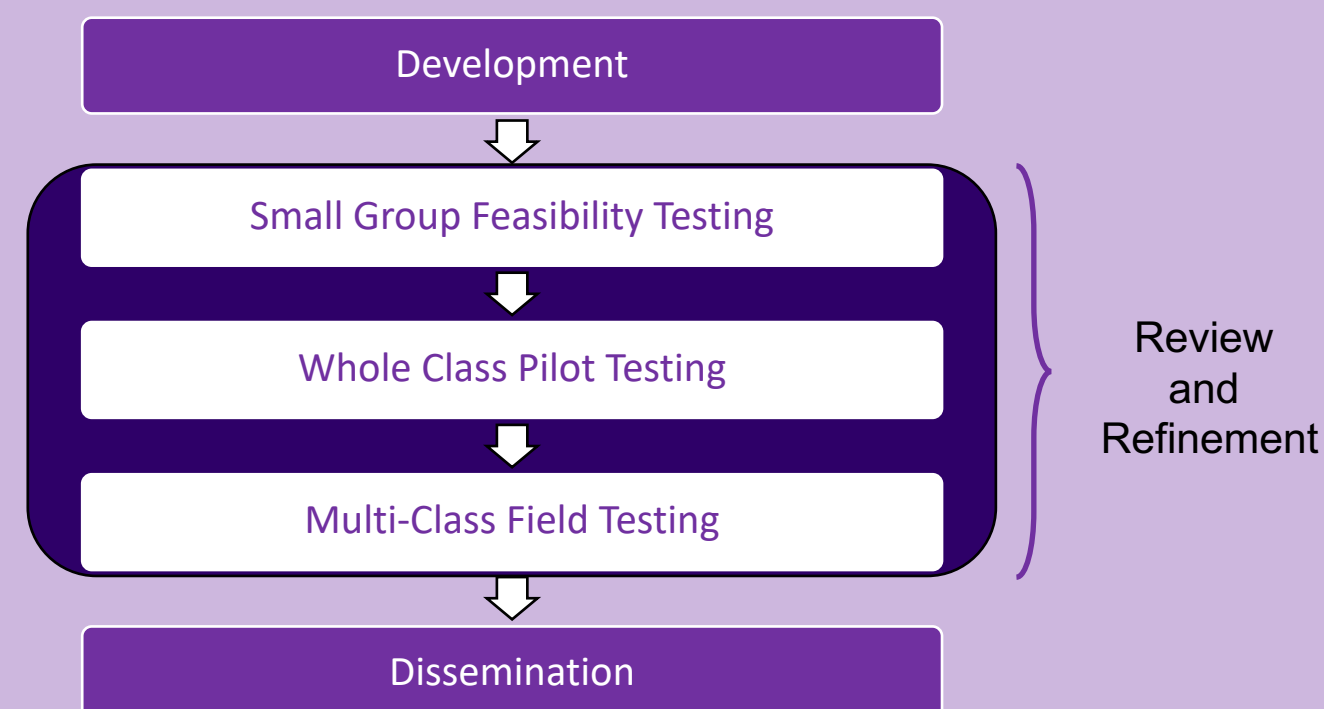 Development
Small Group Feasibility Testing
Whole Class Pilot Testing
Multi-Class Field Testing
Review
and
Refinement
Dissemination